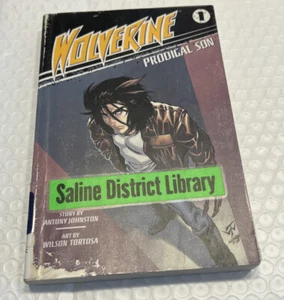 WOLVERINE
1
PRODIGAL SON
Saline District Library
STORY BY
ANTONY JOHNSTON
ART BY
WILSON TORTOSA